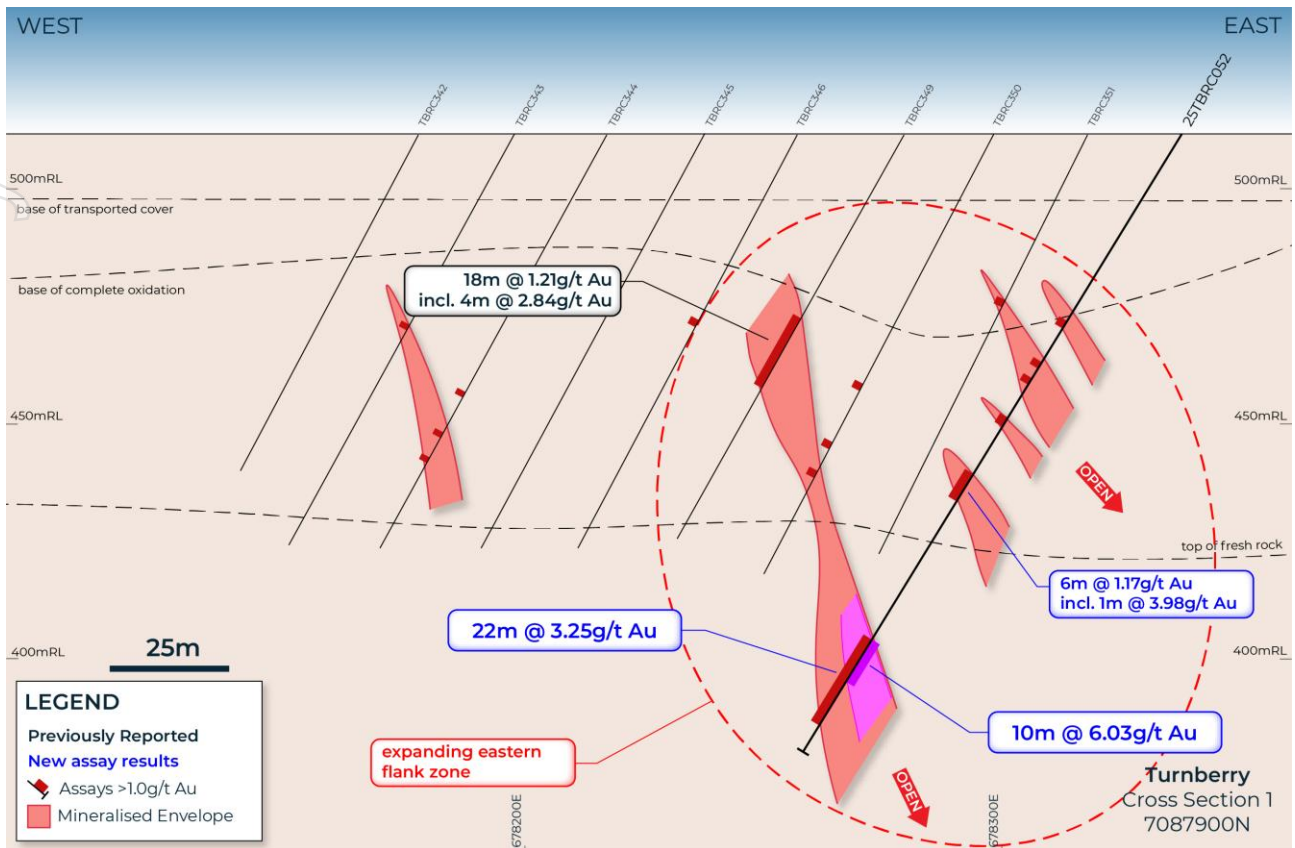 WEST
EAST
TBRC342
TBRC343
TBRC344
TBRC345
TBRC346
TBRC349
TBRC350
TBRC351
25TBRC052
500mRL
500mRL
base of transported cover
base of complete oxidation
18m @ 1.21g/t Au
incl. 4m @ 2.84g/t Au
450mRL
450mRL
OPEN
top of fresh rock
6m @ 1.17g/t Au
incl. 1m @ 3.98g/t Au
22m @ 3.25g/t Au
400mRL
400mRL
25m
10m @ 6.03g/t Au
LEGEND
Previously Reported
New assay results
Assays >1.0g/t Au
Mineralised Envelope
expanding eastern
flank zone
OPEN
678200E
678300E
Turnberry
Cross Section 1
7087900N